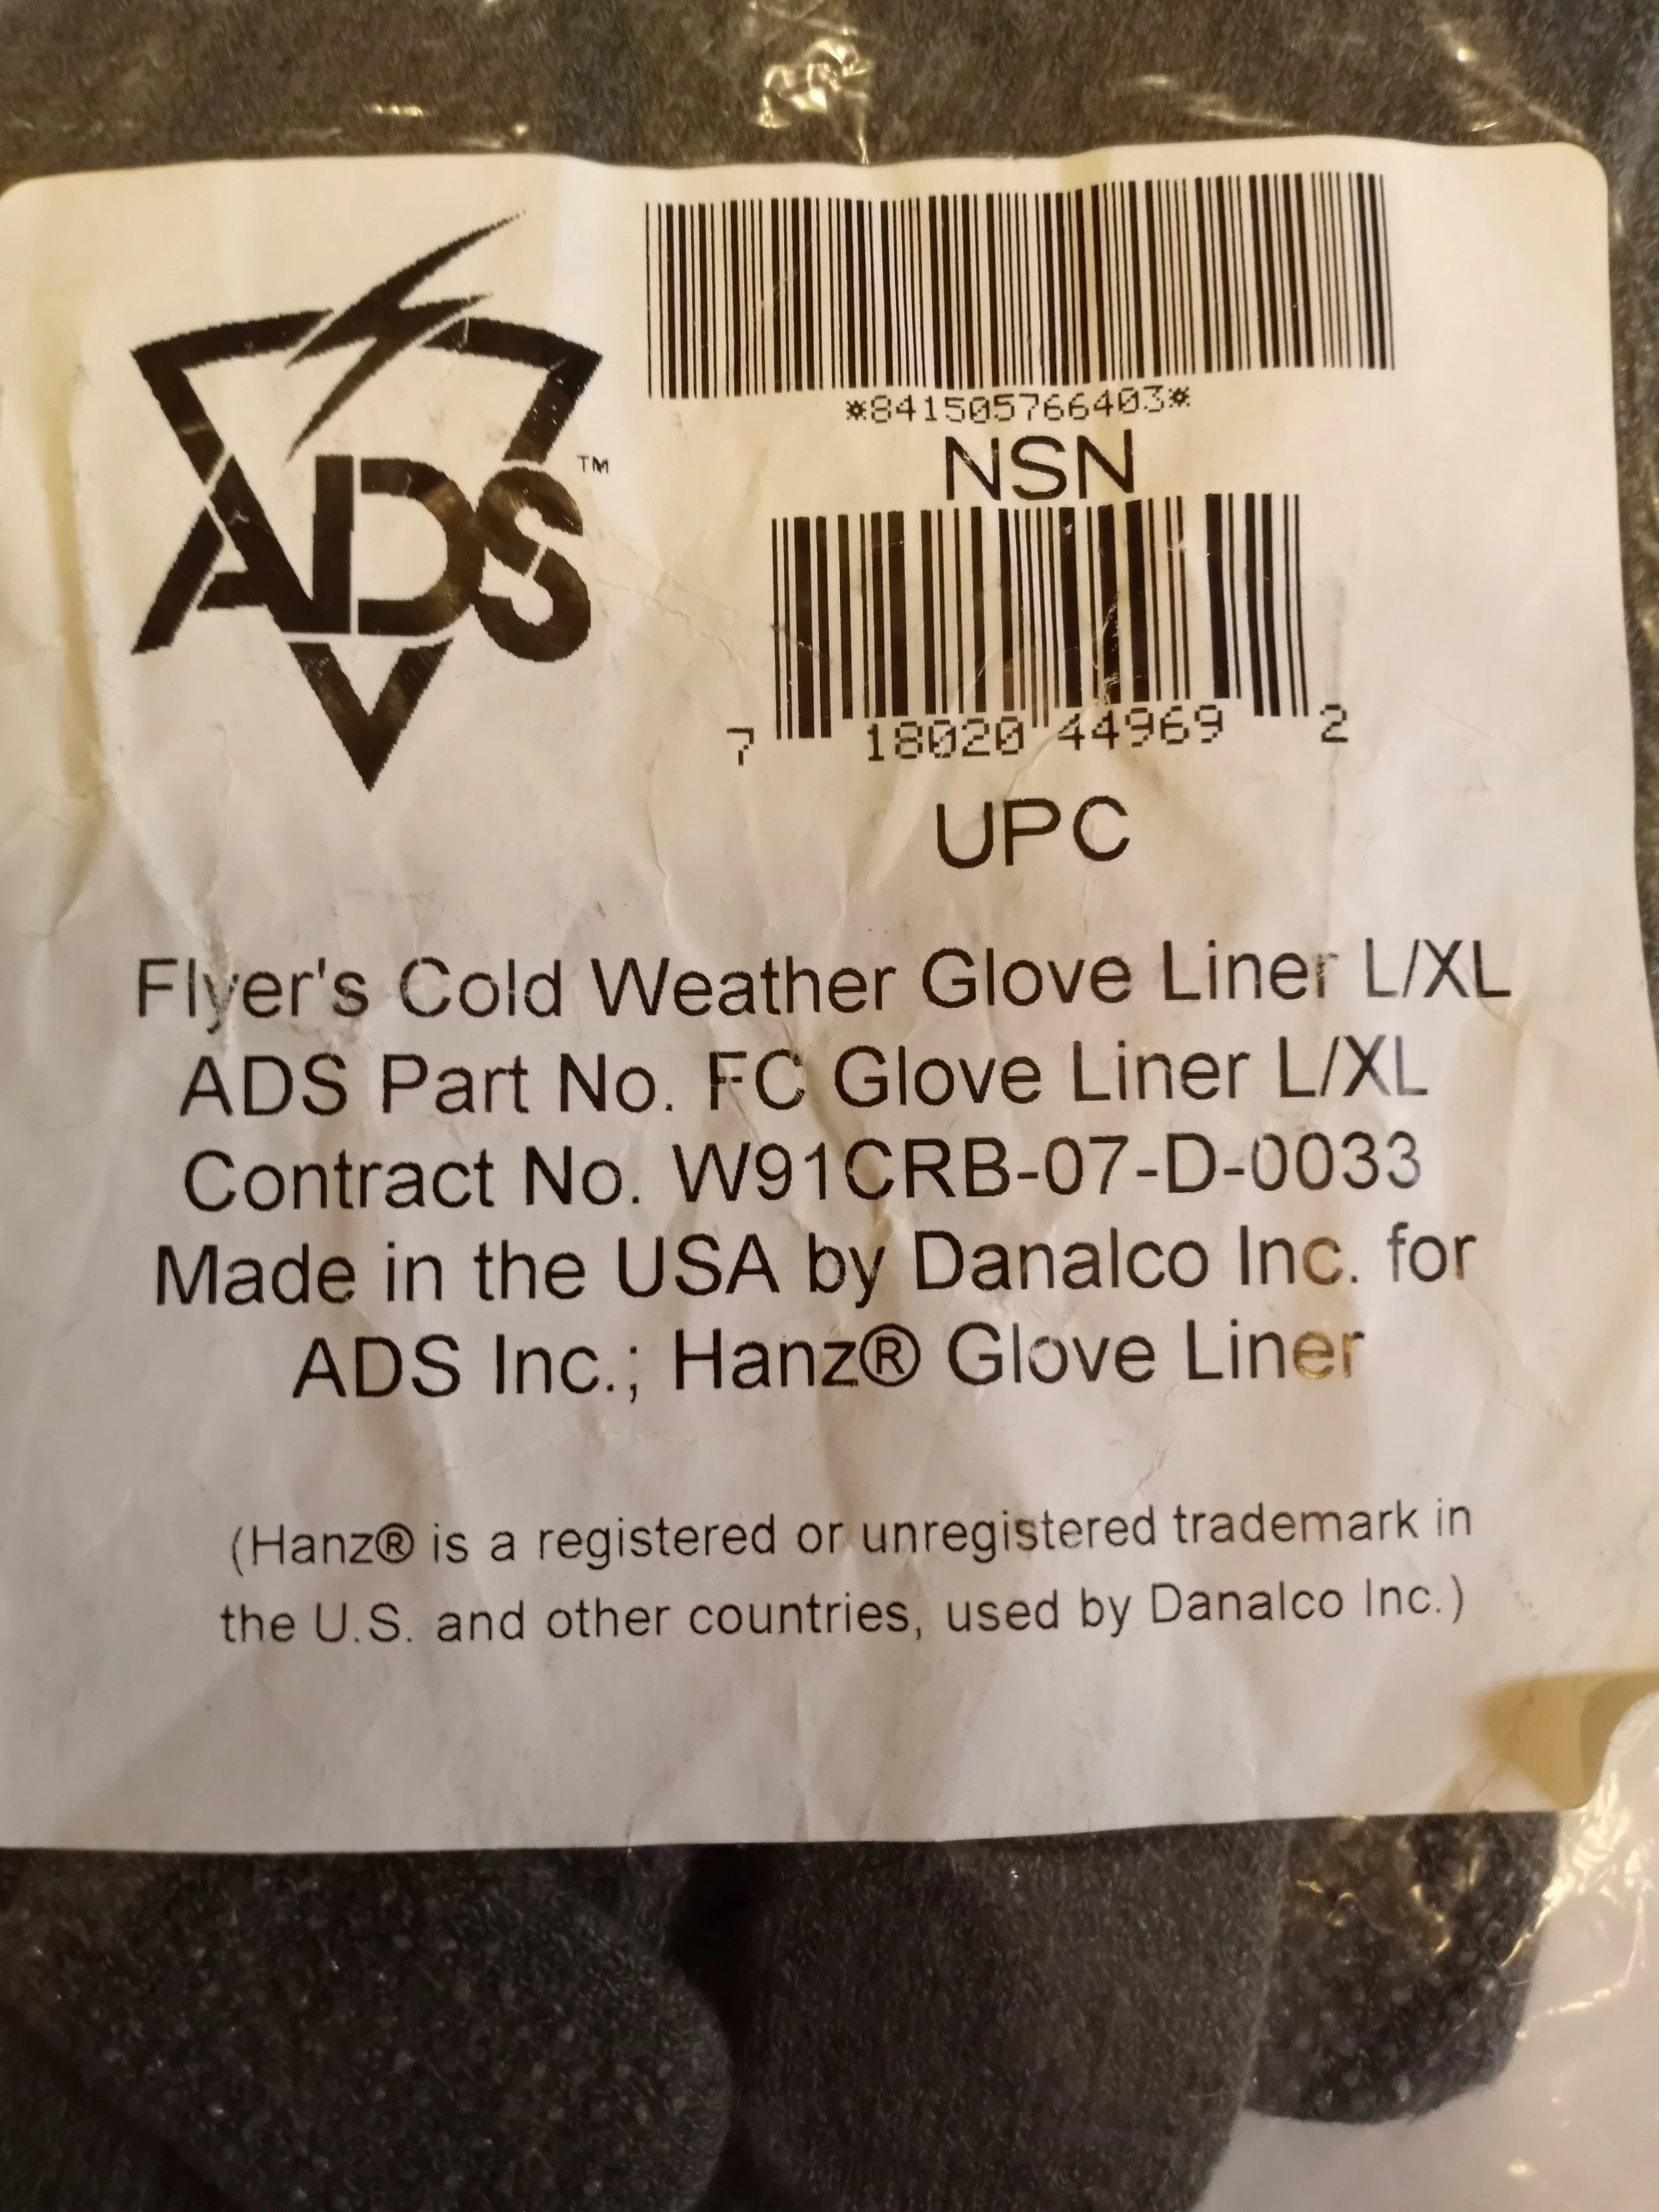 ADS™
*841505766403*
NSN
7 18020 44969 2
UPC
Flyer's Cold Weather Glove Liner L/XL
ADS Part No. FC Glove Liner L/XL
Contract No. W91CRB-07-D-0033
Made in the USA by Danalco Inc. for
ADS Inc.; Hanz® Glove Liner
(Hanz® is a registered or unregistered trademark in
the U.S. and other countries, used by Danalco Inc.)